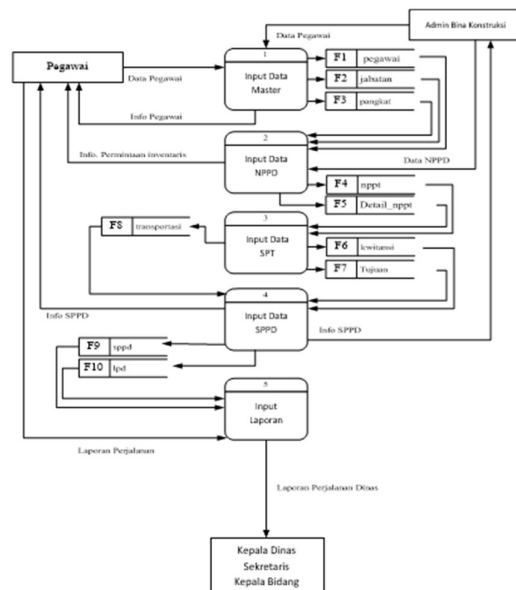 Admin Bina Konstruksi
Data Pegawai
Pegawai
Data Pegawai
1
Input Data
Master
F1 pegawai
F2 jabatan
F3 pangkat
Info Pegawai
2
Input Data
NPPD
Info. Permintaan inventaris
Data NPPD
F4 nppt
F5 Detail_nppt
3
Input Data
SPT
F8 transportasi
F6 kwitansi
F7 Tujuan
4
Input Data
SPPD
Info SPPD
Info SPPD
F9 sppd
F10 lpd
5
Input
Laporan
Laporan Perjalanan
Laporan Perjalanan Dinas
Kepala Dinas
Sekretaris
Kepala Bidang